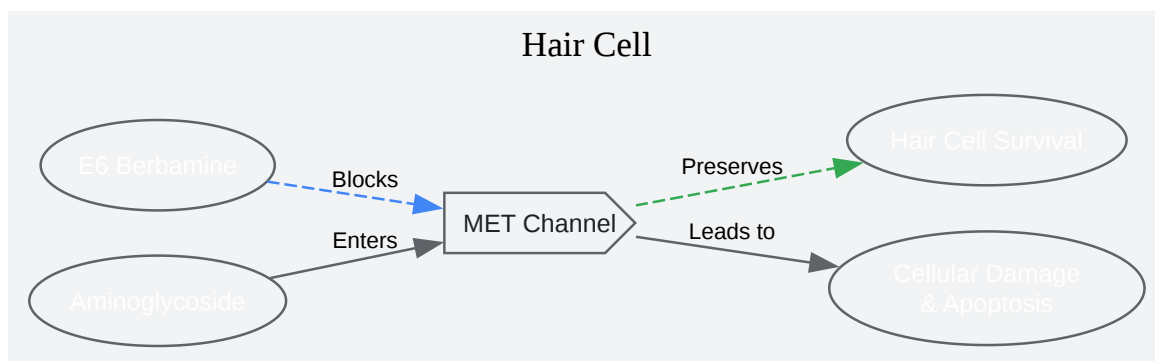 Hair Cell
E6 Berbamine
Blocks
Aminoglycoside
Enters
MET Channel
Preserves
Hair Cell Survival
Leads to
Cellular Damage
& Apoptosis